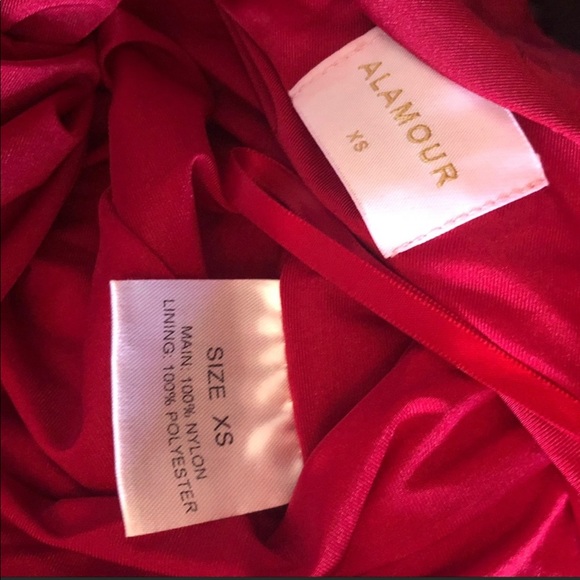 ALAMOUR
XS
SIZE XS
MAIN: 100% NYLON
LINING: 100% POLYESTER